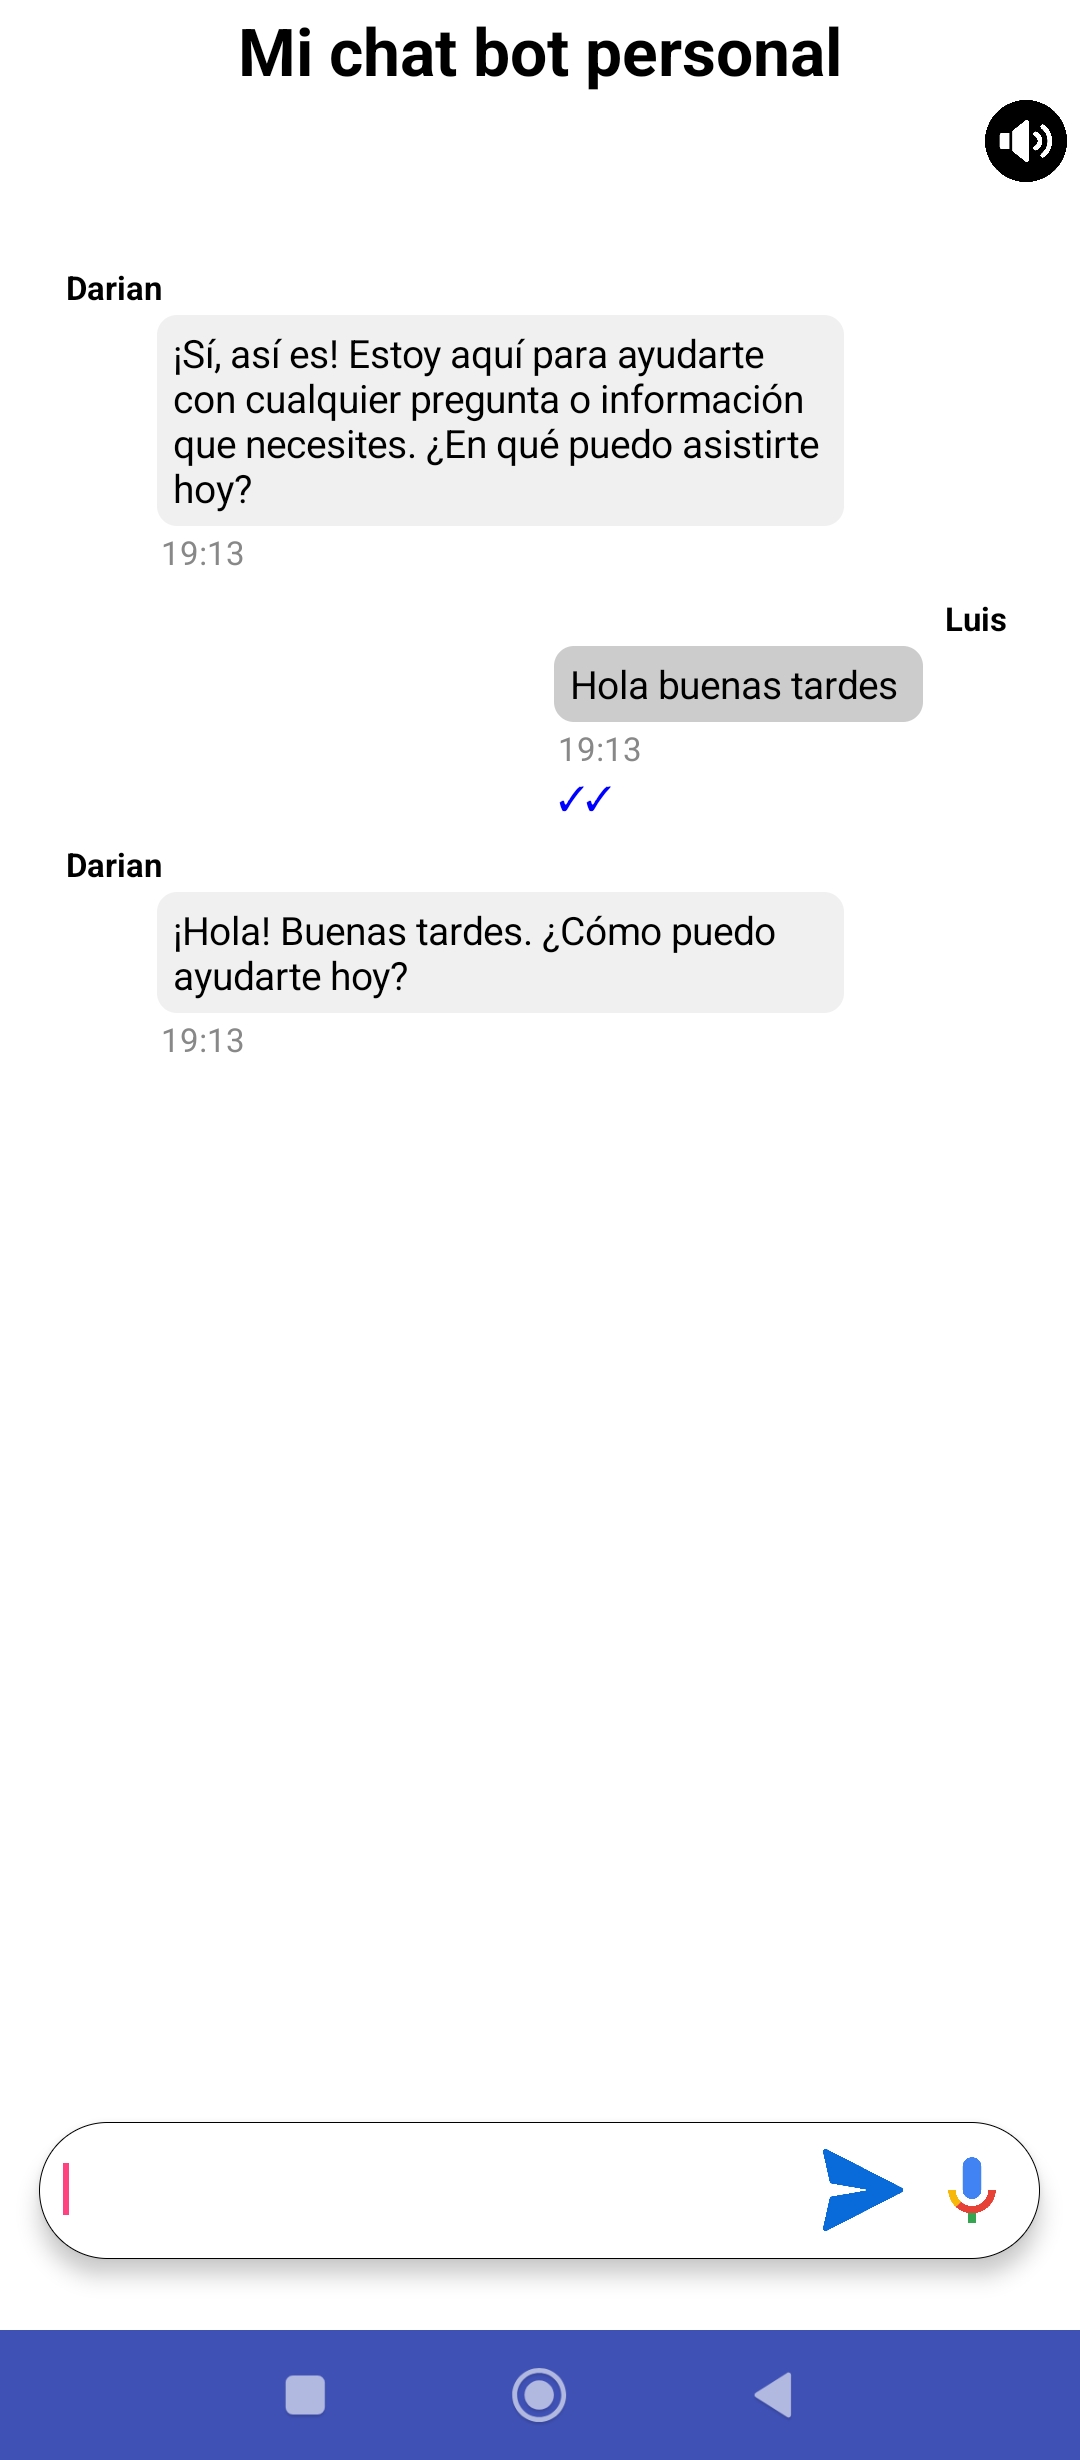 Mi chat bot personal
Darian
¡Sí, así es! Estoy aquí para ayudarte
con cualquier pregunta o información
que necesites. ¿En qué puedo asistirte
hoy?
19:13
Luis
Hola buenas tardes
19:13
✓✓
Darian
¡Hola! Buenas tardes. ¿Cómo puedo
ayudarte hoy?
19:13